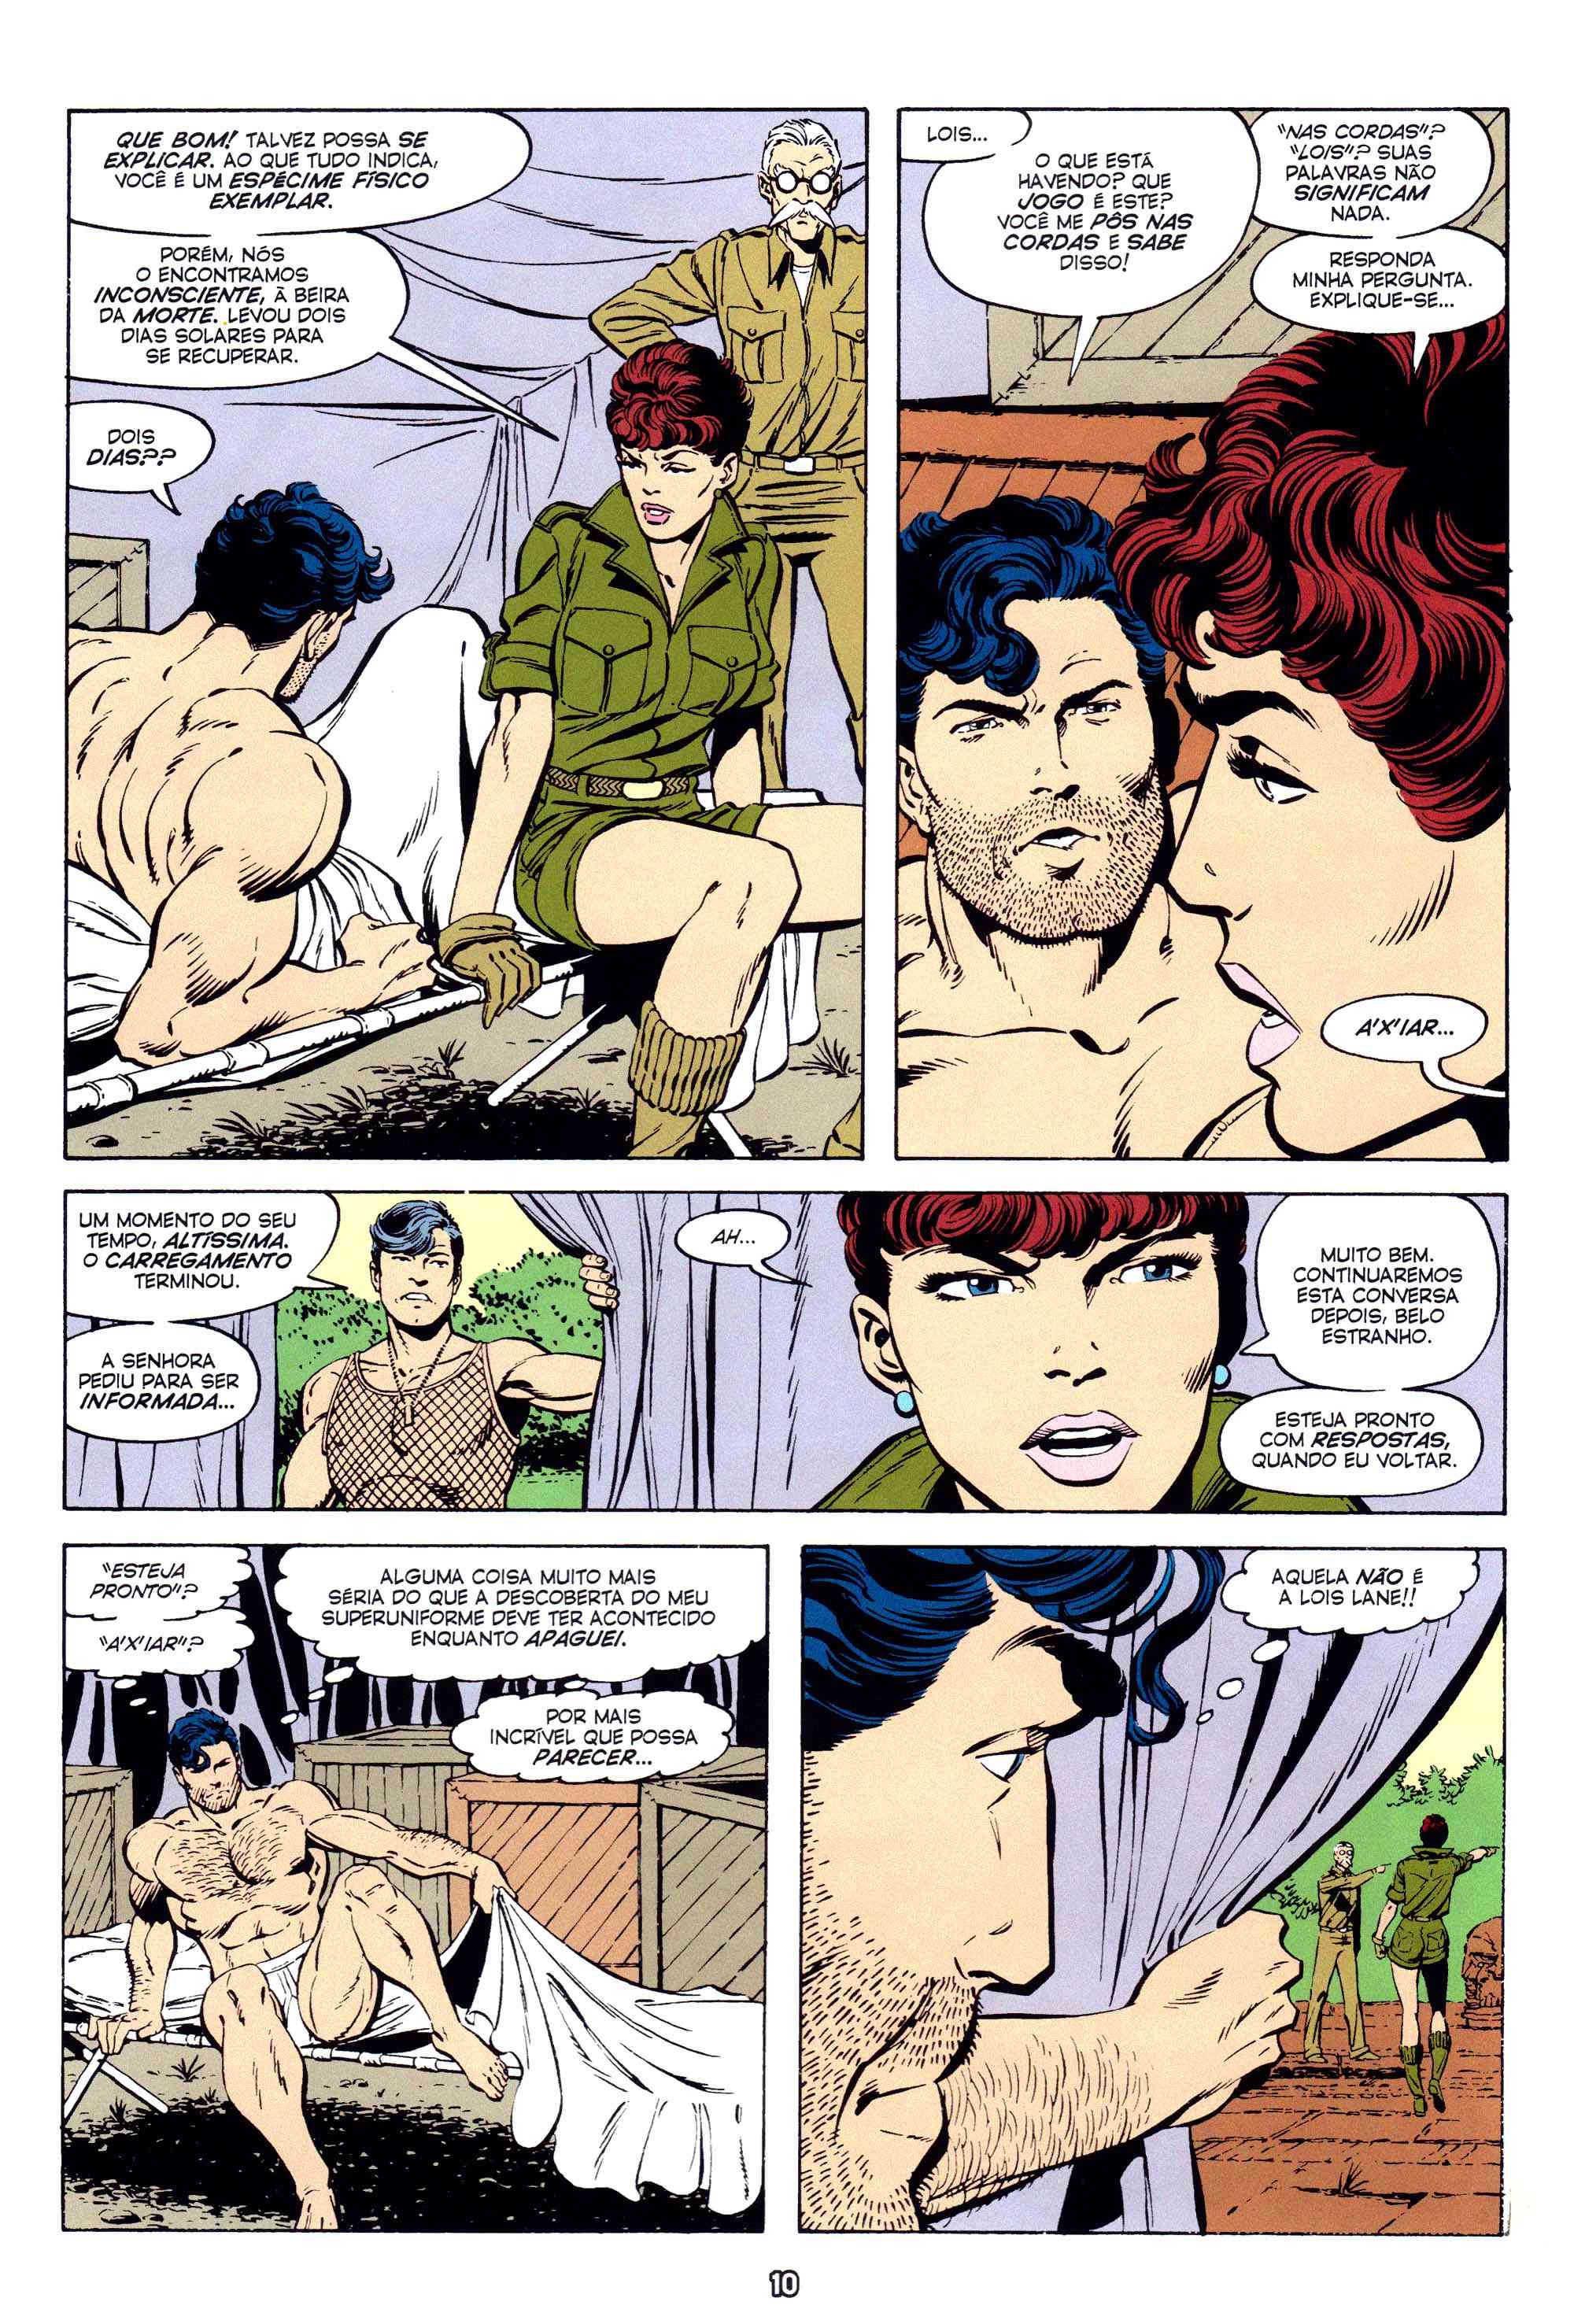 QUE BOM! TALVEZ POSSA SE
EXPLICAR. AO QUE TUDO INDICA,
VOCÊ É UM ESPÉCIME FÍSICO
EXEMPLAR.
PORÉM, NÓS
O ENCONTRAMOS
INCONSCIENTE, À BEIRA
DA MORTE. LEVOU DOIS
DIAS SOLARES PARA
SE RECUPERAR.
DOIS
DIAS??
LOIS...
O QUE ESTÁ
HAVENDO? QUE
JOGO É ESTE?
VOCÊ ME PÔS NAS
CORDAS E SABE
DISSO!
"NAS CORDAS"?
"LOIS"? SUAS
PALAVRAS NÃO
SIGNIFICAM
NADA.
RESPONDA
MINHA PERGUNTA.
EXPLIQUE-SE...
A'X'IAR...
UM MOMENTO DO SEU
TEMPO, ALTÍSSIMA.
O CARREGAMENTO
TERMINOU.
A SENHORA
PEDIU PARA SER
INFORMADA...
AH...
MUITO BEM.
CONTINUAREMOS
ESTA CONVERSA
DEPOIS, BELO
ESTRANHO.
ESTEJA PRONTO
COM RESPOSTAS,
QUANDO EU VOLTAR.
"ESTEJA
PRONTO"?
"A'X'IAR"?
ALGUMA COISA MUITO MAIS
SÉRIA DO QUE A DESCOBERTA DO MEU
SUPERUNIFORME DEVE TER ACONTECIDO
ENQUANTO APAGUEI.
POR MAIS
INCRÍVEL QUE POSSA
PARECER...
AQUELA NÃO É
A LOIS LANE!!
10